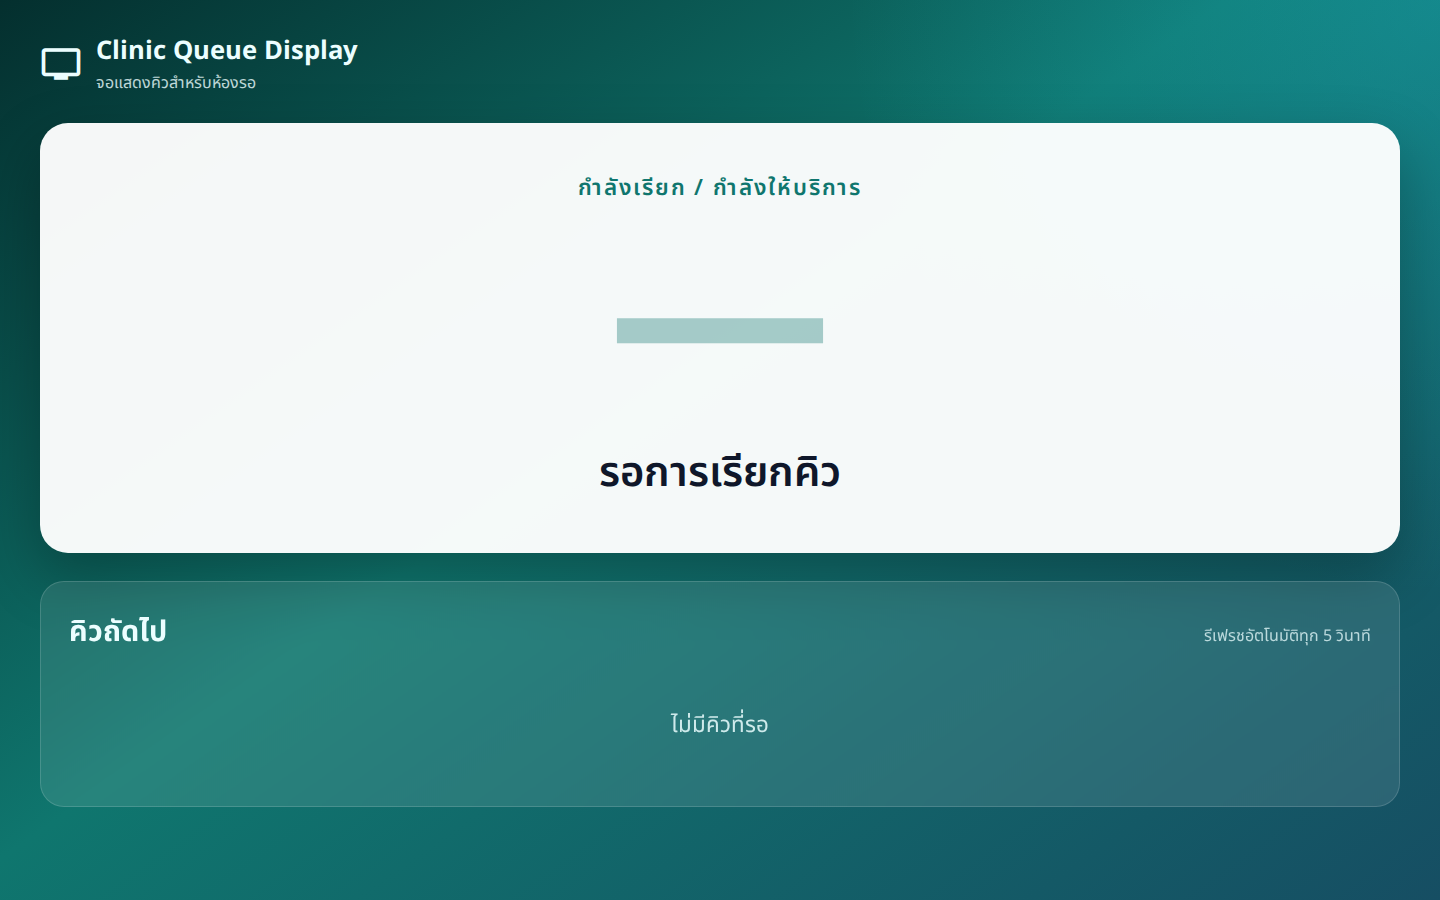 Clinic Queue Display
จอแสดงคิวสำหรับห้องรอ
กำลังเรียก / กำลังให้บริการ
รอการเรียกคิว
คิวถัดไป
รีเฟรชอัตโนมัติทุก 5 วินาที
ไม่มีคิวที่รอ